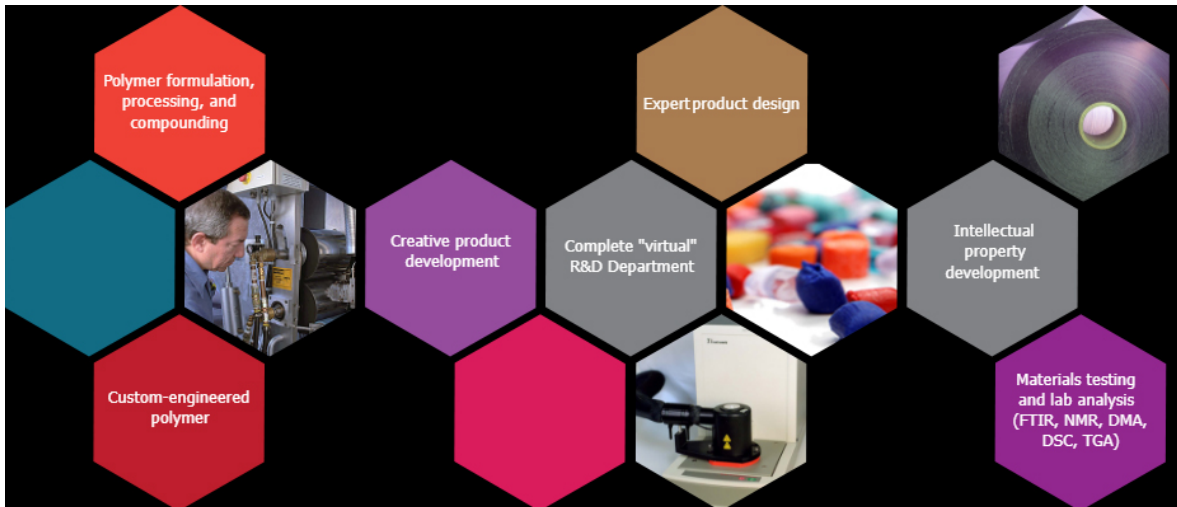 Polymer formulation,
processing, and
compounding
Expert product design
Creative product
development
Complete "virtual"
R&D Department
Intellectual
property
development
Custom-engineered
polymer
Materials testing
and lab analysis
(FTIR, NMR, DMA,
DSC, TGA)